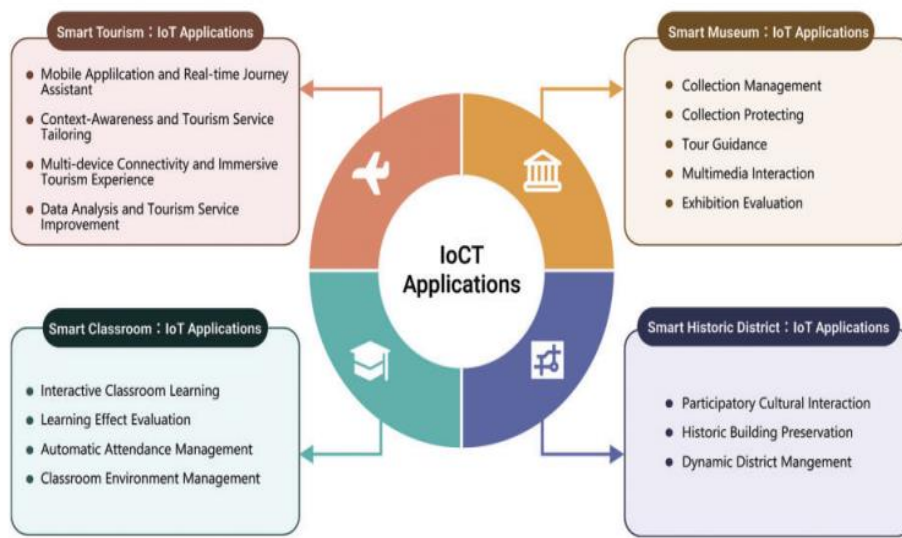 Smart Tourism：IoT Applications
Mobile Applilcation and Real-time Journey
Assistant
Context-Awareness and Tourism Service
Tailoring
Multi-device Connectivity and Immersive
Tourism Experience
Data Analysis and Tourism Service
Improvement
Smart Museum：IoT Applications
Collection Management
Collection Protecting
Tour Guidance
Multimedia Interaction
Exhibition Evaluation
IoCT
Applications
Smart Classroom：IoT Applications
Interactive Classroom Learning
Learning Effect Evaluation
Automatic Attendance Management
Classroom Environment Management
Smart Historic District：IoT Applications
Participatory Cultural Interaction
Historic Building Preservation
Dynamic District Mangement